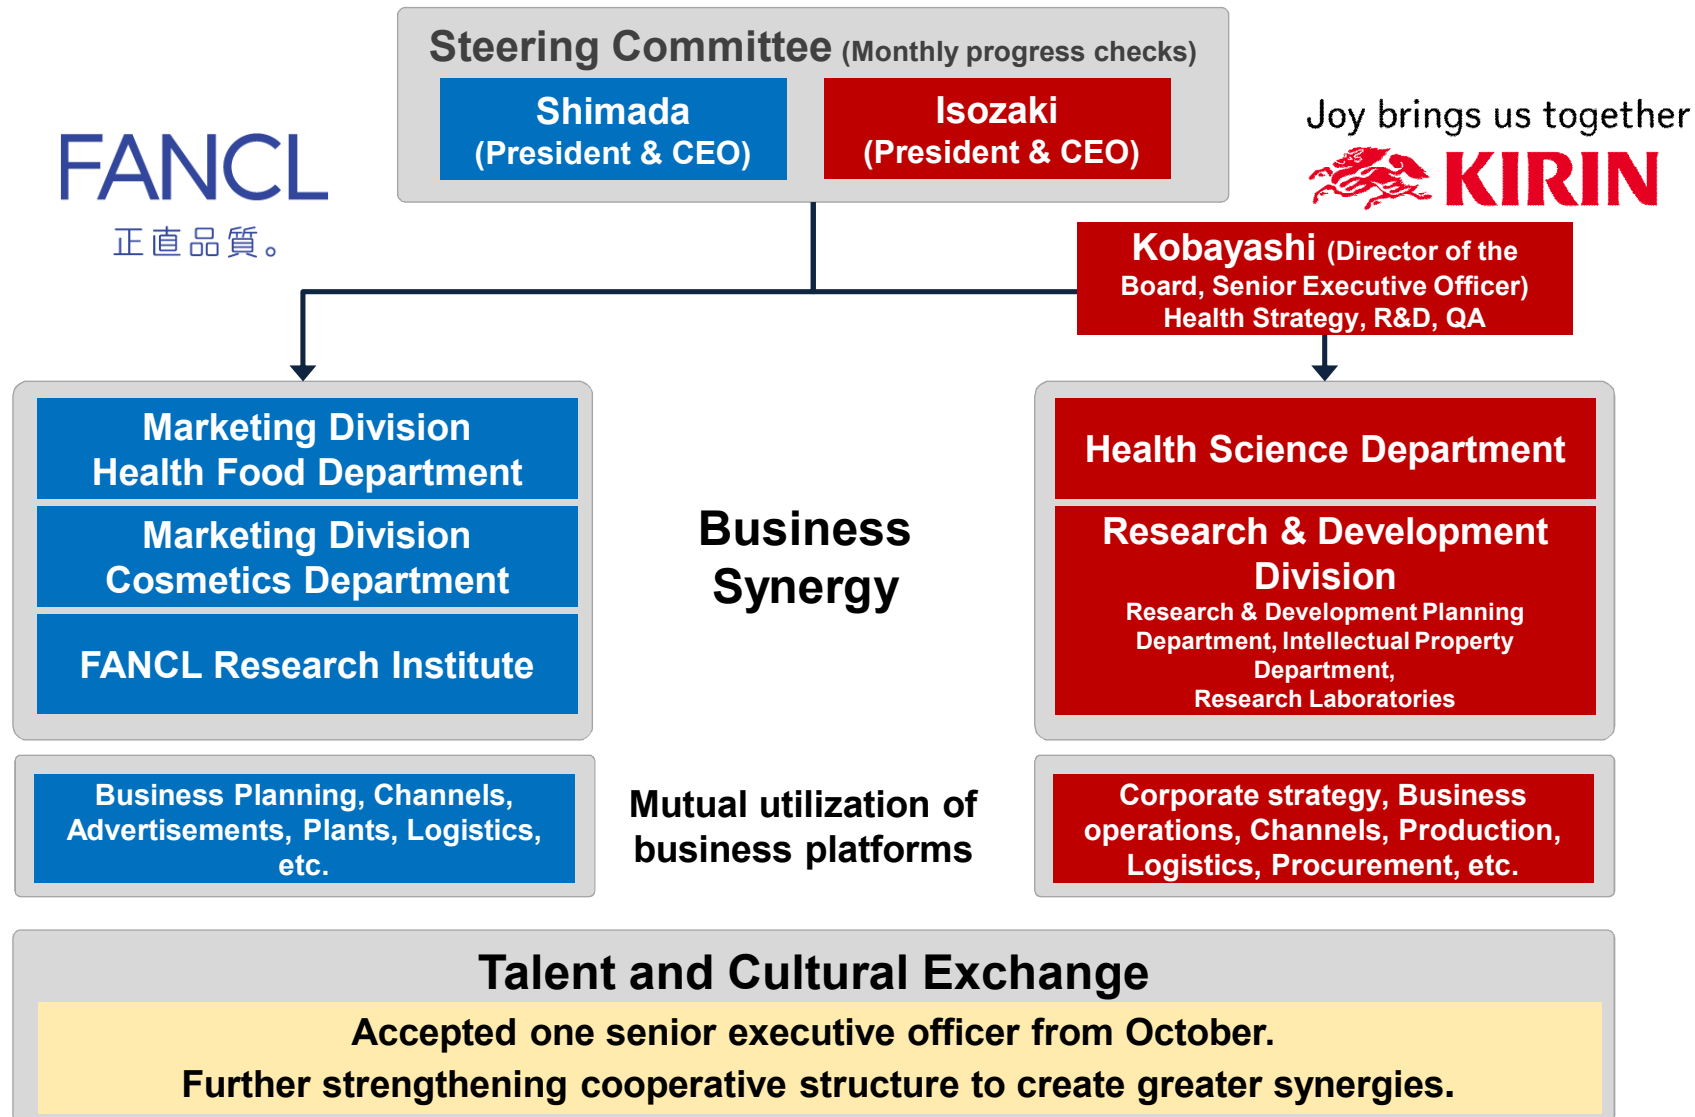 Steering Committee (Monthly progress checks)
Shimada
(President & CEO)
Isozaki
(President & CEO)
FANCL
正直品質。
Joy brings us together
KIRIN
Kobayashi (Director of the
Board, Senior Executive Officer)
Health Strategy, R&D, QA
Marketing Division
Health Food Department
Marketing Division
Cosmetics Department
FANCL Research Institute
Business
Synergy
Health Science Department
Research & Development
Division
Research & Development Planning
Department, Intellectual Property
Department,
Research Laboratories
Business Planning, Channels,
Advertisements, Plants, Logistics,
etc.
Mutual utilization of
business platforms
Corporate strategy, Business
operations, Channels, Production,
Logistics, Procurement, etc.
Talent and Cultural Exchange
Accepted one senior executive officer from October.
Further strengthening cooperative structure to create greater synergies.